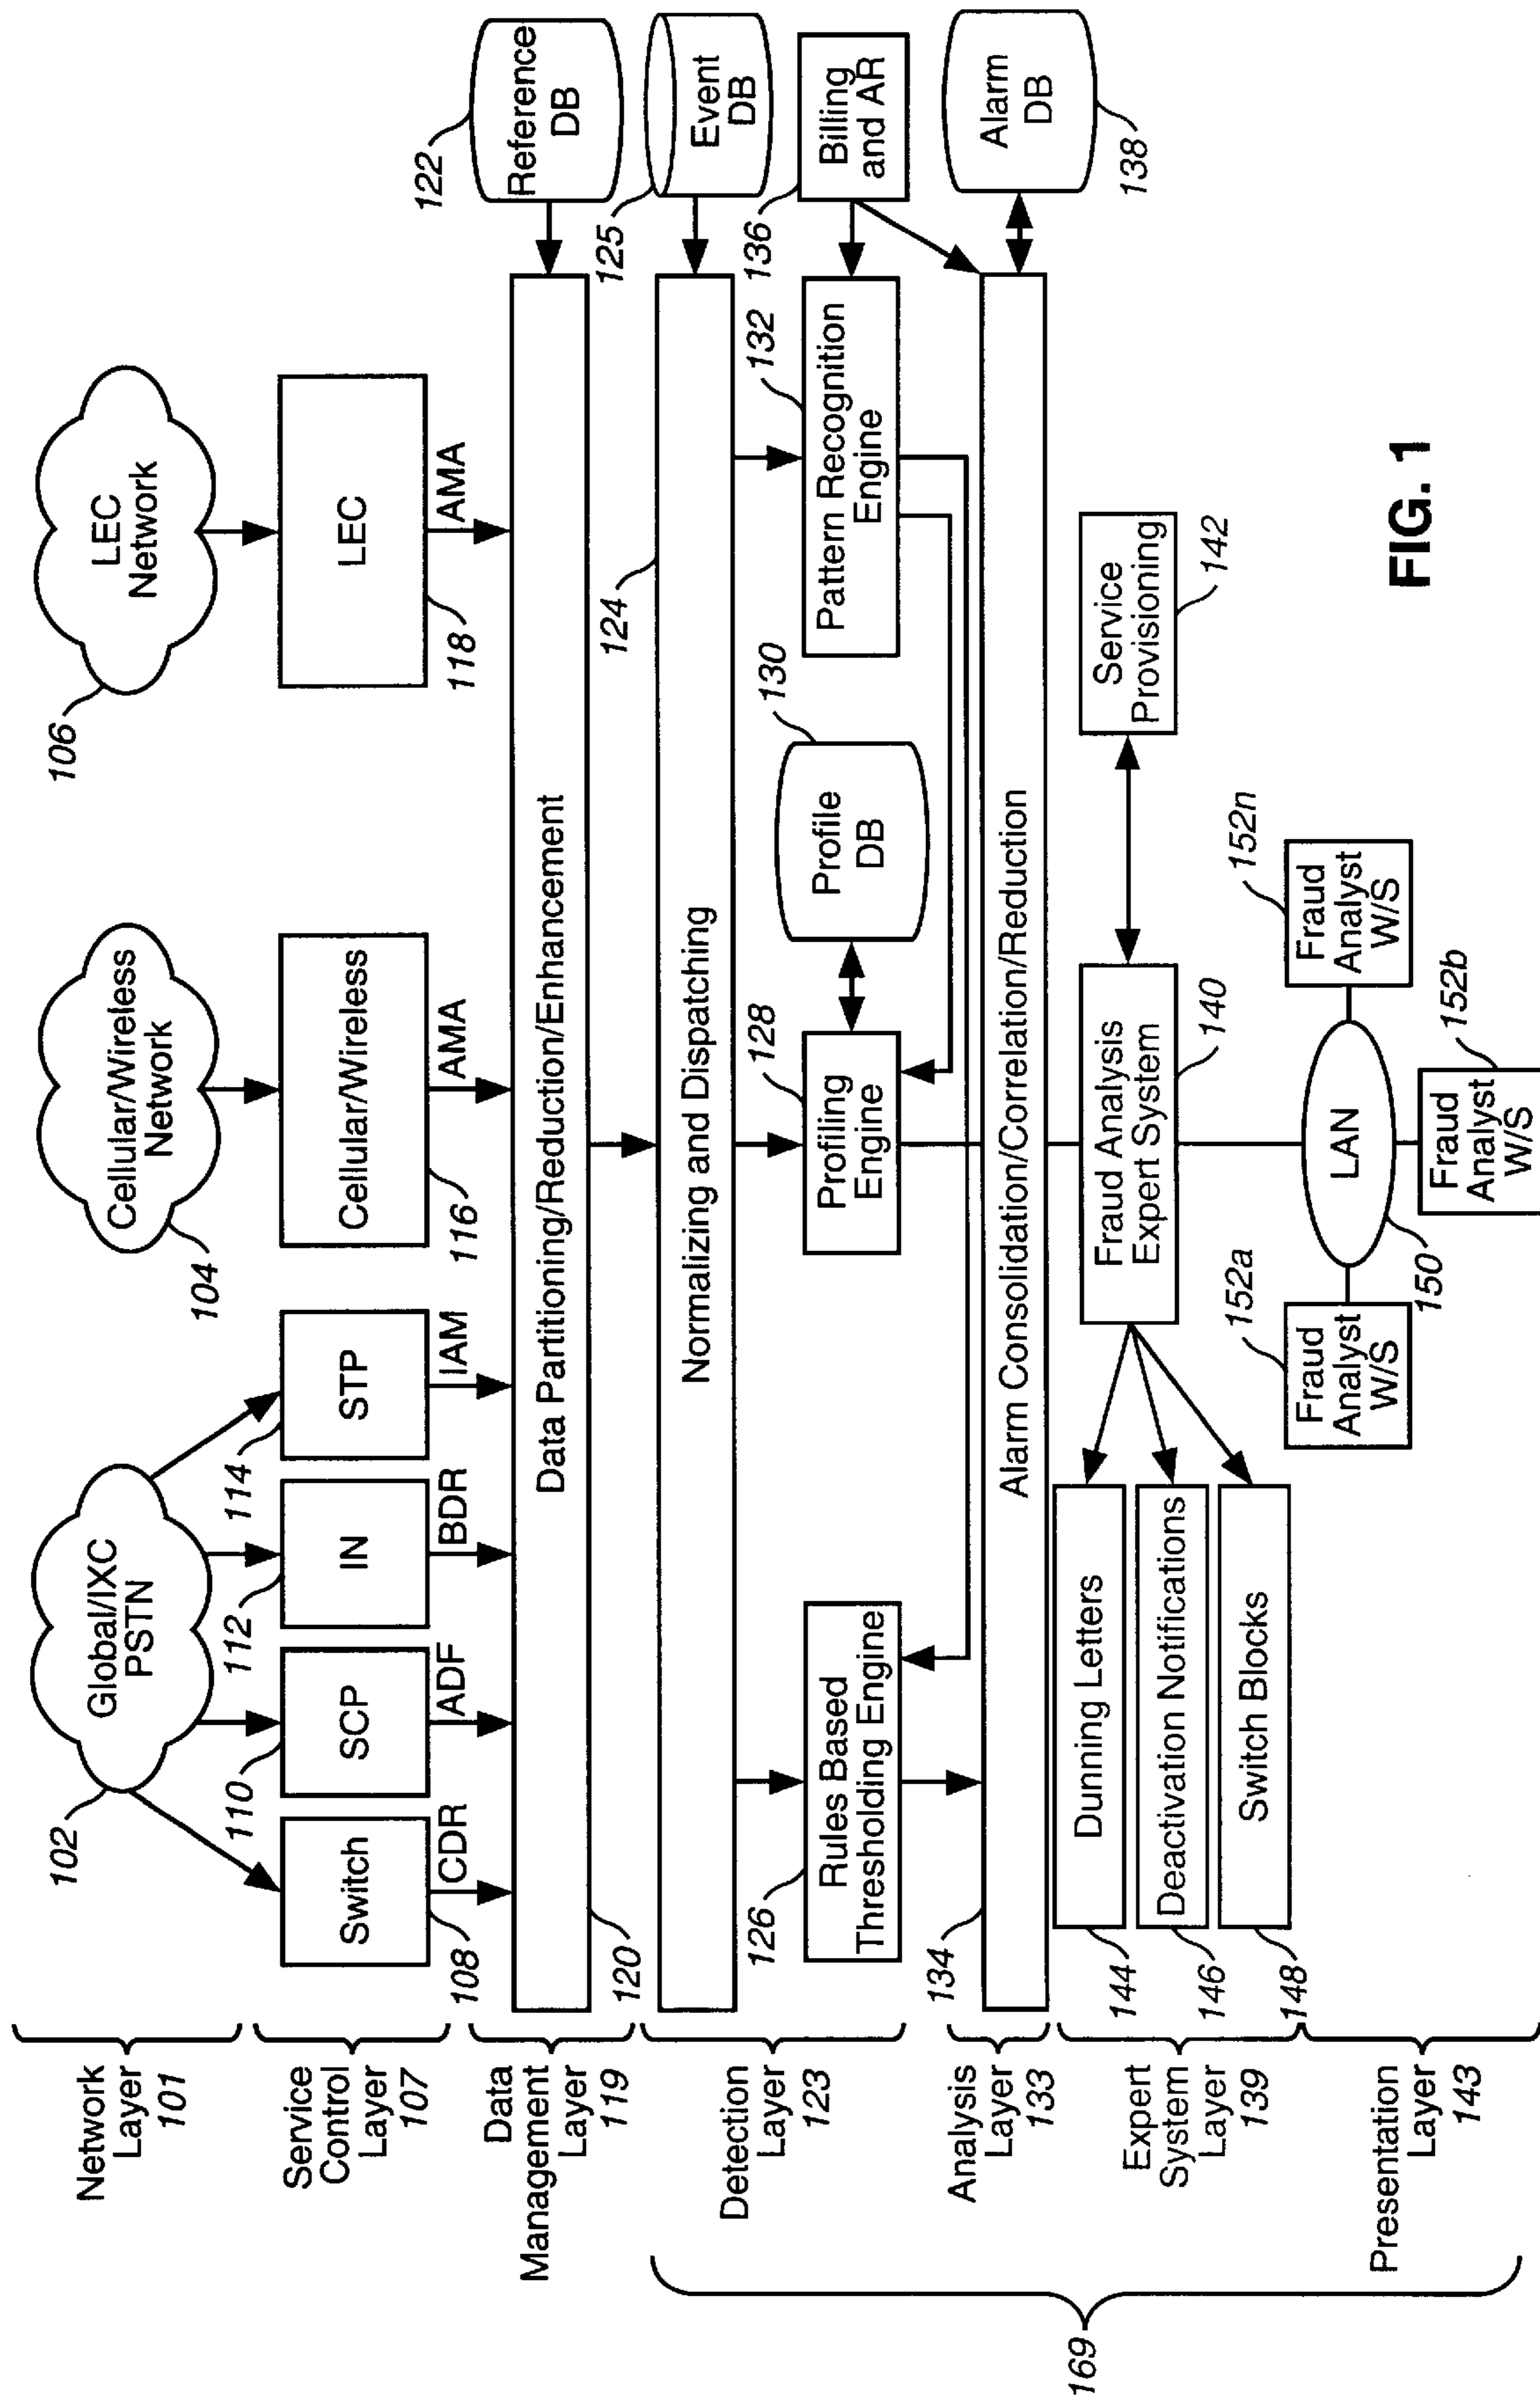 Network
Layer
101
102
Global/IXC
PSTN
104
Cellular/Wireless
Network
106
LEC
Network
Service
Control
Layer
107
108
Switch
CDR
110
SCP
ADF
112
IN
BDR
114
STP
IAM
116
Cellular/Wireless
AMA
118
LEC
AMA
Data
Management
Layer
119
120
Data Partitioning/Reduction/Enhancement
122
Reference
DB
Detection
Layer
123
Normalizing and Dispatching
124
125
Event
DB
126
Rules Based
Thresholding Engine
128
Profiling
Engine
130
Profile
DB
132
Pattern Recognition
Engine
136
Billing
and AR
Analysis
Layer
133
134
Alarm Consolidation/Correlation/Reduction
Alarm
DB
138
Expert
System
Layer
139
144
Dunning Letters
146
Deactivation Notifications
148
Switch Blocks
Fraud Analysis
Expert System
140
Service
Provisioning
142
Presentation
Layer
143
152a
Fraud
Analyst
W/S
LAN
150
152b
Fraud
Analyst
W/S
152n
Fraud
Analyst
W/S
169
FIG. 1